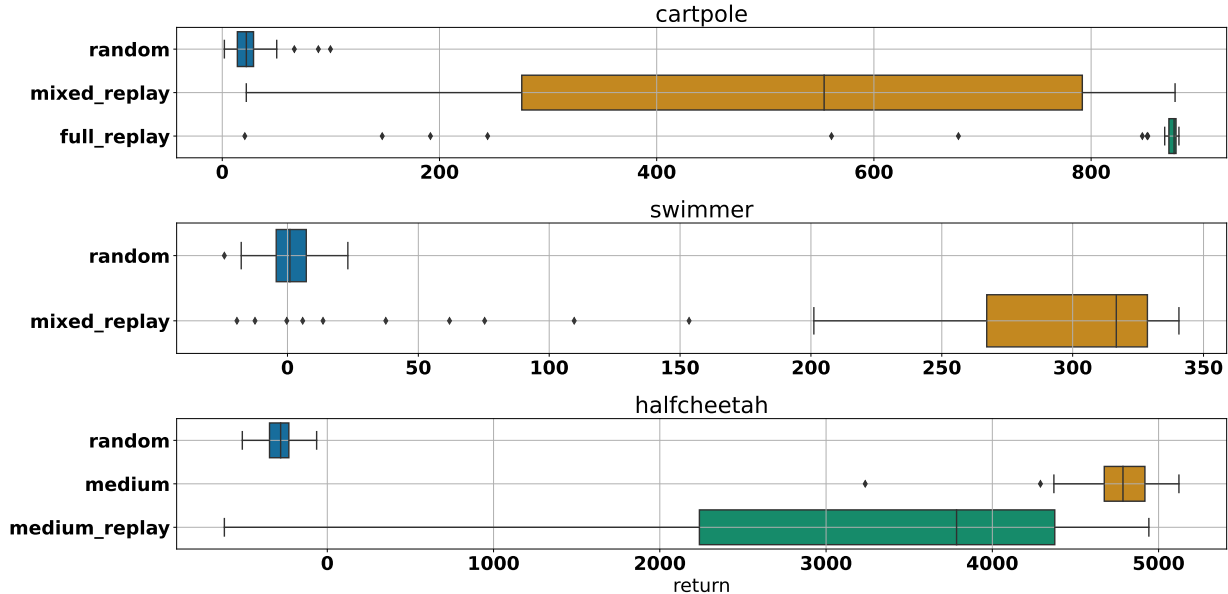 cartpole
random
mixed_replay
full_replay
0 200 400 600 800
swimmer
random
mixed_replay
0 50 100 150 200 250 300 350
halfcheetah
random
medium
medium_replay
0 1000 2000 3000 4000 5000
return